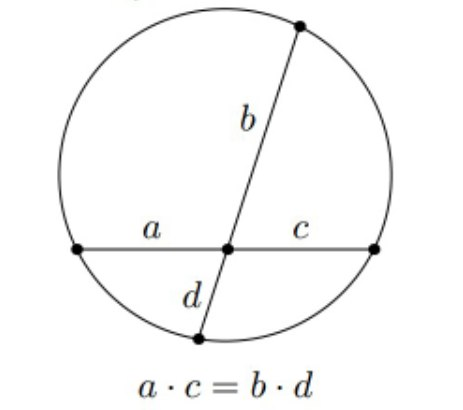 b
a c
d
a · c = b · d